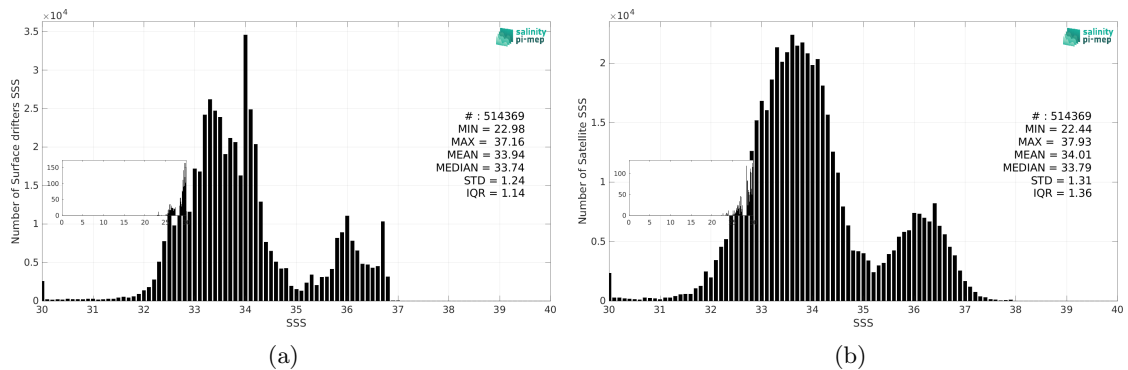 ×10⁴
3.5
3
2.5
2
1.5
1
0.5
0
30 31 32 33 34 35 36 37 38 39 40
SSS
Number of Surface drifters SSS
salinity
pi-mep
# : 514369
MIN = 22.98
MAX = 37.16
MEAN = 33.94
MEDIAN = 33.74
STD = 1.24
IQR = 1.14
150
100
50
0
0 5 10 15 20 25
(a)
×10⁴
2
1.5
1
0.5
0
30 31 32 33 34 35 36 37 38 39 40
SSS
Number of Satellite SSS
salinity
pi-mep
# : 514369
MIN = 22.44
MAX = 37.93
MEAN = 34.01
MEDIAN = 33.79
STD = 1.31
IQR = 1.36
100
50
0
0 5 10 15 20 25
(b)